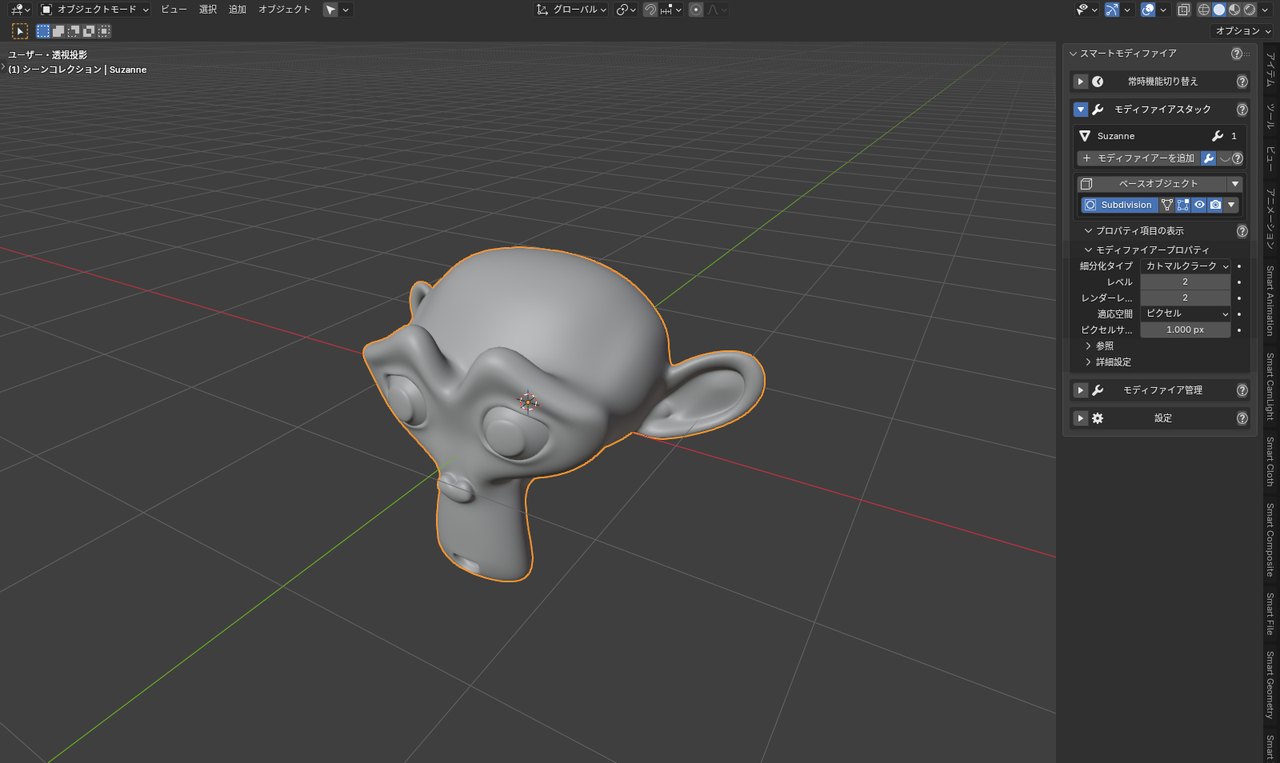 オブジェクトモード ビュー 選択 追加 オブジェクト グローバル
オプション
ユーザー・透視投影
(1) シーンコレクション | Suzanne
スマートモディファイア
常時機能切り替え
モディファイアスタック
Suzanne 1
モディファイアーを追加
ベースオブジェクト
Subdivision
プロパティ項目の表示
モディファイアープロパティ
細分化タイプ カトマルクラーク
レベル 2
レンダーレ... 2
適応空間 ピクセル
ピクセルサ... 1.000 px
参照
詳細設定
モディファイア管理
設定
アイテム
ツール
ビュー
アニメーション
Smart Animation
Smart CamLight
Smart Cloth
Smart Composite
Smart File
Smart Geometry
Smart